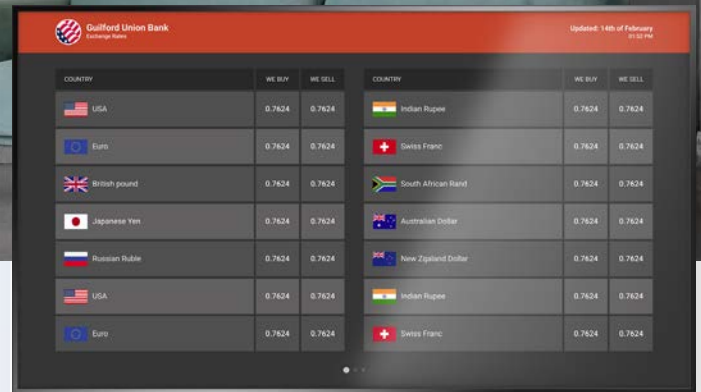 Guilford Union Bank
Exchange Rates
Updated: 14th of February
01:52 PM
COUNTRY WE BUY WE SELL
USA 0.7624 0.7624
Euro 0.7624 0.7624
British pound 0.7624 0.7624
Japanese Yen 0.7624 0.7624
Russian Ruble 0.7624 0.7624
USA 0.7624 0.7624
Euro 0.7624 0.7624
COUNTRY WE BUY WE SELL
Indian Rupee 0.7624 0.7624
Swiss Franc 0.7624 0.7624
South African Rand 0.7624 0.7624
Australian Dollar 0.7624 0.7624
New Zgaland Dollar 0.7624 0.7624
Indian Rupee 0.7624 0.7624
Swiss Franc 0.7624 0.7624